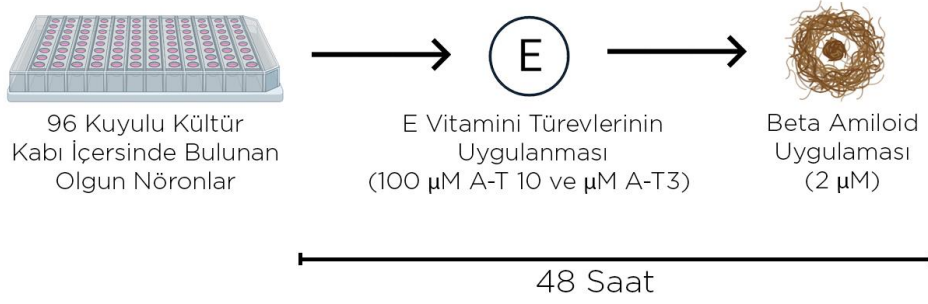 E
96 Kuyulu Kültür
Kabı İçersinde Bulunan
Olgun Nöronlar
E Vitamini Türevlerinin
Uygulanması
(100 μM A-T 10 ve μM A-T3)
Beta Amiloid
Uygulaması
(2 μM)
48 Saat